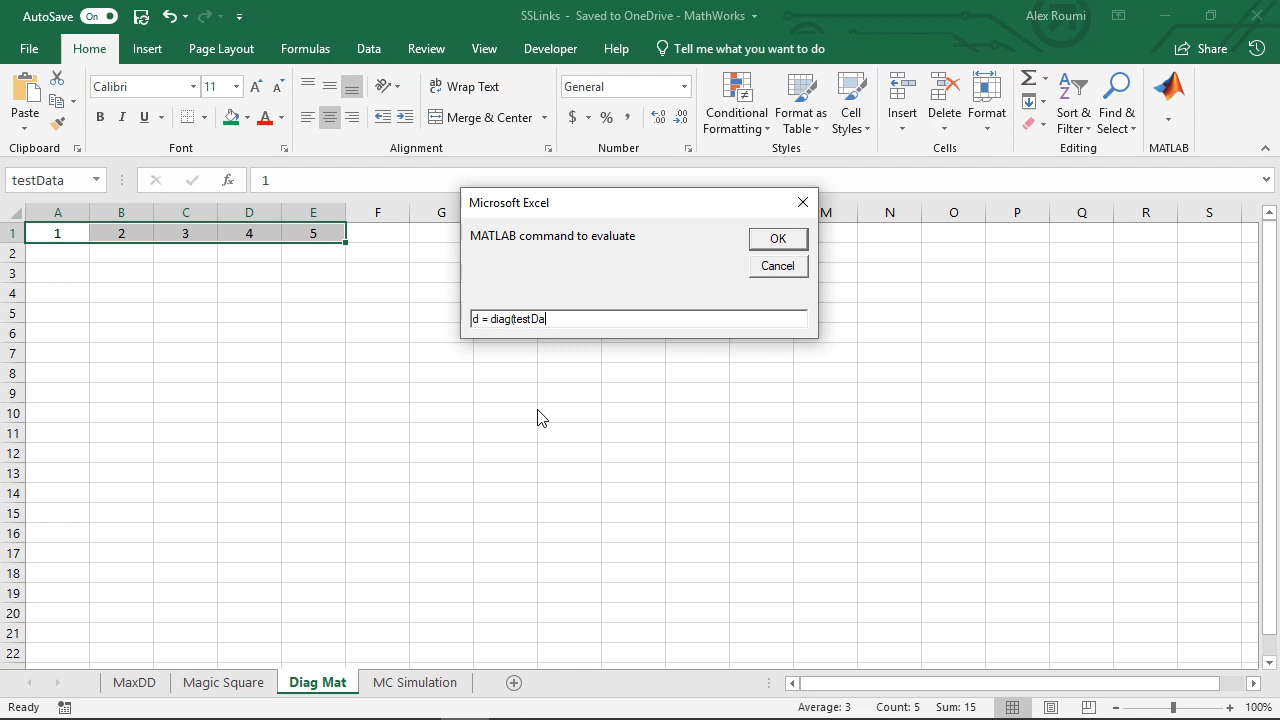 AutoSave On SSLinks - Saved to OneDrive - MathWorks Alex Roumi
File Home Insert Page Layout Formulas Data Review View Developer Help Tell me what you want to do Share
Paste
Calibri 11
B I U A
Wrap Text
Merge & Center
General
$ % ,
Conditional Formatting
Format as Table
Cell Styles
Insert Delete Format
Sort & Filter
Find & Select
Clipboard Font Alignment Number Styles Cells Editing MATLAB
testData fx 1
A B C D E F G M N O P Q R S
1 1 2 3 4 5
2
3
4
5
6
7
8
9
10
11
12
13
14
15
16
17
18
19
20
21
22
Microsoft Excel
MATLAB command to evaluate
OK
Cancel
d = diag(testDa
MaxDD Magic Square Diag Mat MC Simulation
Ready Average: 3 Count: 5 Sum: 15 100%